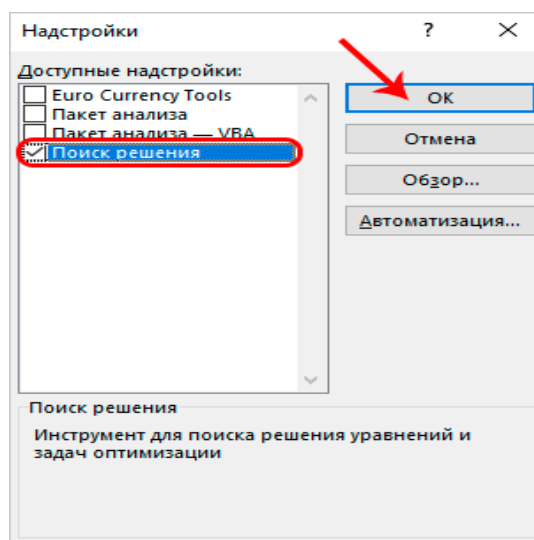 Надстройки ? ✕
Доступные надстройки:
Euro Currency Tools
Пакет анализа
Пакет анализа — VBA
Поиск решения
ОК
Отмена
Обзор...
Автоматизация...
Поиск решения
Инструмент для поиска решения уравнений и
задач оптимизации